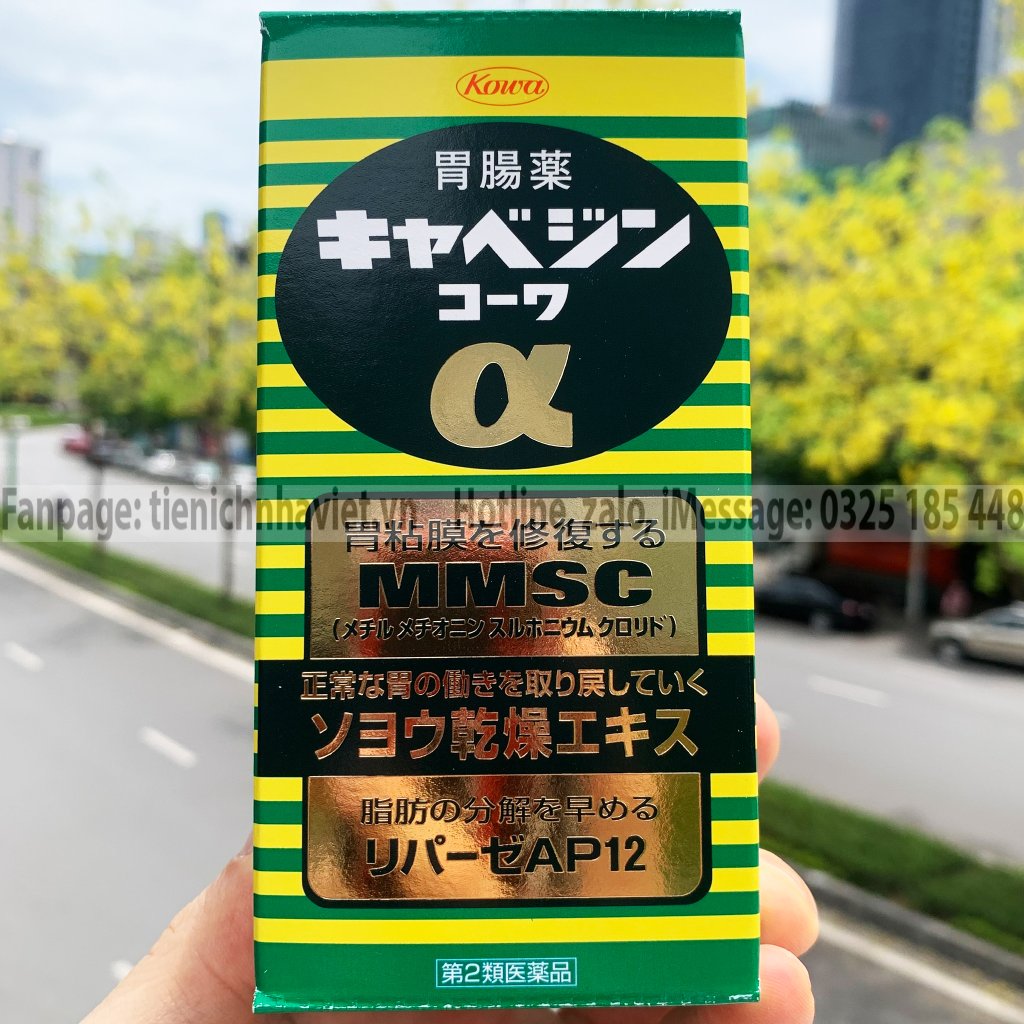 Kowa
胃腸薬
キャベジン
コーワ
α
Fanpage: tienichnhaviet.vn Hotline, zalo, iMessage: 0325 185 448
胃粘膜を修復する
MMSC
(メチルメチオニンスルホニウムクロリド)
正常な胃の働きを取り戻していく
ソヨウ乾燥エキス
脂肪の分解を早める
リパーゼAP12
第2類医薬品